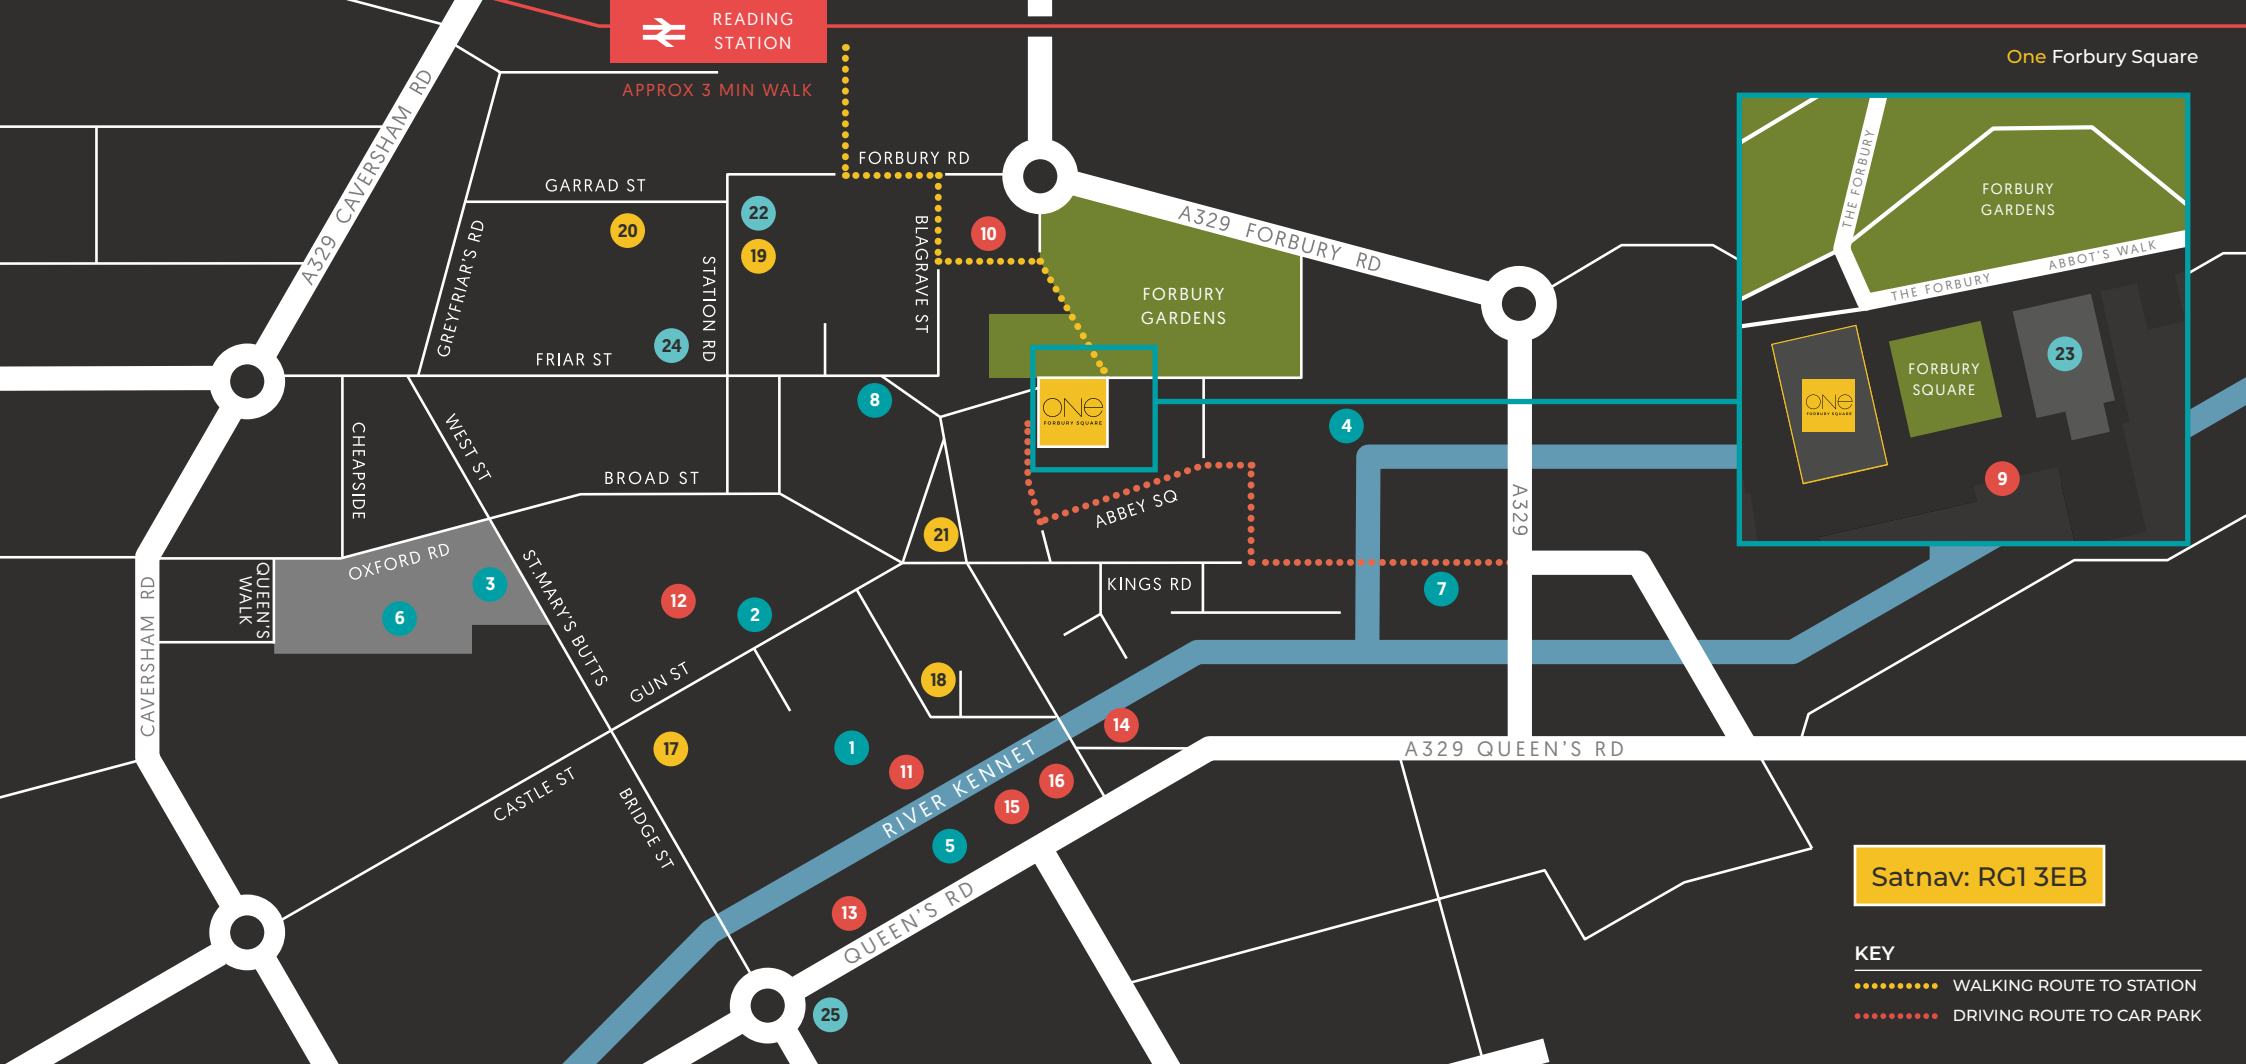 READING
STATION
APPROX 3 MIN WALK
One Forbury Square
A329 CAVERSHAM RD
FORBURY RD
GARRAD ST
GREYFRIAR'S RD
STATION RD
BLAGRAVE ST
FRIAR ST
A329 FORBURY RD
FORBURY
GARDENS
22
20
19
10
24
8
4
ONE
FORBURY SQUARE
THE FORBURY
FORBURY
GARDENS
ABBOT'S WALK
THE FORBURY
FORBURY
SQUARE
23
ONE
FORBURY SQUARE
9
CHEAPSIDE
WEST ST
BROAD ST
ABBEY SQ
A329
21
OXFORD RD
QUEEN'S
WALK
3
6
ST.MARY'S BUTTS
12
2
KINGS RD
7
CAVERSHAM RD
GUN ST
18
17
1
11
14
16
15
5
13
25
RIVER KENNET
A329 QUEEN'S RD
CASTLE ST
BRIDGE ST
QUEEN'S RD
Satnav: RG1 3EB
KEY
WALKING ROUTE TO STATION
DRIVING ROUTE TO CAR PARK